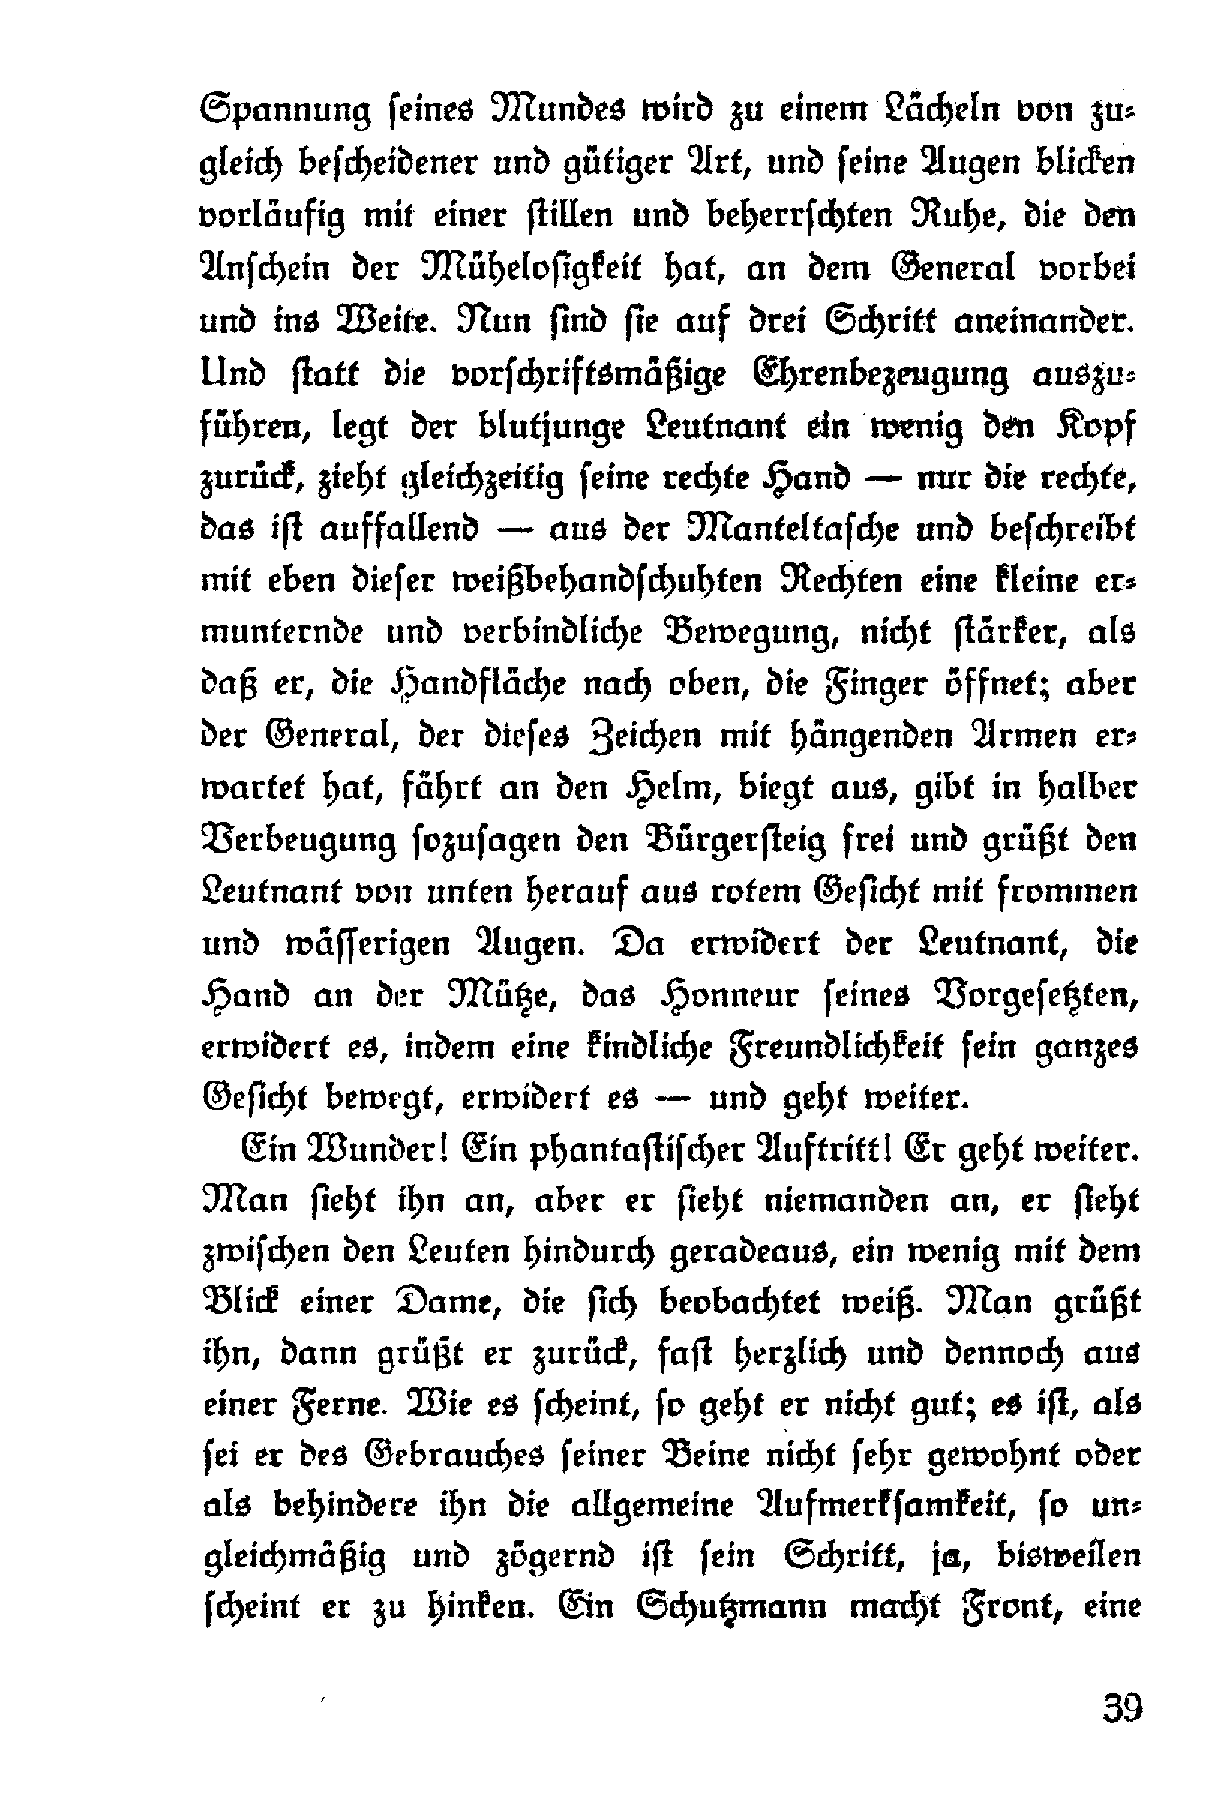 Spannung ſeines Mundes wird zu einem Lächeln von zu⸗
gleich beſcheidener und gütiger Art, und ſeine Augen blicken
vorläufig mit einer ſtillen und beherrſchten Ruhe, die den
Anſchein der Müheloſigkeit hat, an dem General vorbei
und ins Weite. Nun ſind ſie auf drei Schritt aneinander.
Und ſtatt die vorſchriftsmäßige Ehrenbezeugung auszu⸗
führen, legt der blutjunge Leutnant ein wenig den Kopf
zurück, zieht gleichzeitig ſeine rechte Hand — nur die rechte,
das iſt auffallend — aus der Manteltaſche und beſchreibt
mit eben dieſer weißbehandſchuhten Rechten eine kleine er⸗
munternde und verbindliche Bewegung, nicht ſtärker, als
daß er, die Handfläche nach oben, die Finger öffnet; aber
der General, der dieſes Zeichen mit hängenden Armen er⸗
wartet hat, fährt an den Helm, biegt aus, gibt in halber
Verbeugung ſozuſagen den Bürgerſteig frei und grüßt den
Leutnant von unten herauf aus rotem Geſicht mit frommen
und wäſſerigen Augen. Da erwidert der Leutnant, die
Hand an der Mütze, das Honneur ſeines Vorgeſetzten,
erwidert es, indem eine kindliche Freundlichkeit ſein ganzes
Geſicht bewegt, erwidert es — und geht weiter.
Ein Wunder! Ein phantaſtiſcher Auftritt! Er geht weiter.
Man ſieht ihn an, aber er ſieht niemanden an, er ſieht
zwiſchen den Leuten hindurch geradeaus, ein wenig mit dem
Blick einer Dame, die ſich beobachtet weiß. Man grüßt
ihn, dann grüßt er zurück, faſt herzlich und dennoch aus
einer Ferne. Wie es ſcheint, ſo geht er nicht gut; es iſt, als
ſei er des Gebrauches ſeiner Beine nicht ſehr gewohnt oder
als behindere ihn die allgemeine Aufmerkſamkeit, ſo un⸗
gleichmäßig und zögernd iſt ſein Schritt, ja, bisweilen
ſcheint er zu hinken. Ein Schutzmann macht Front, eine
39